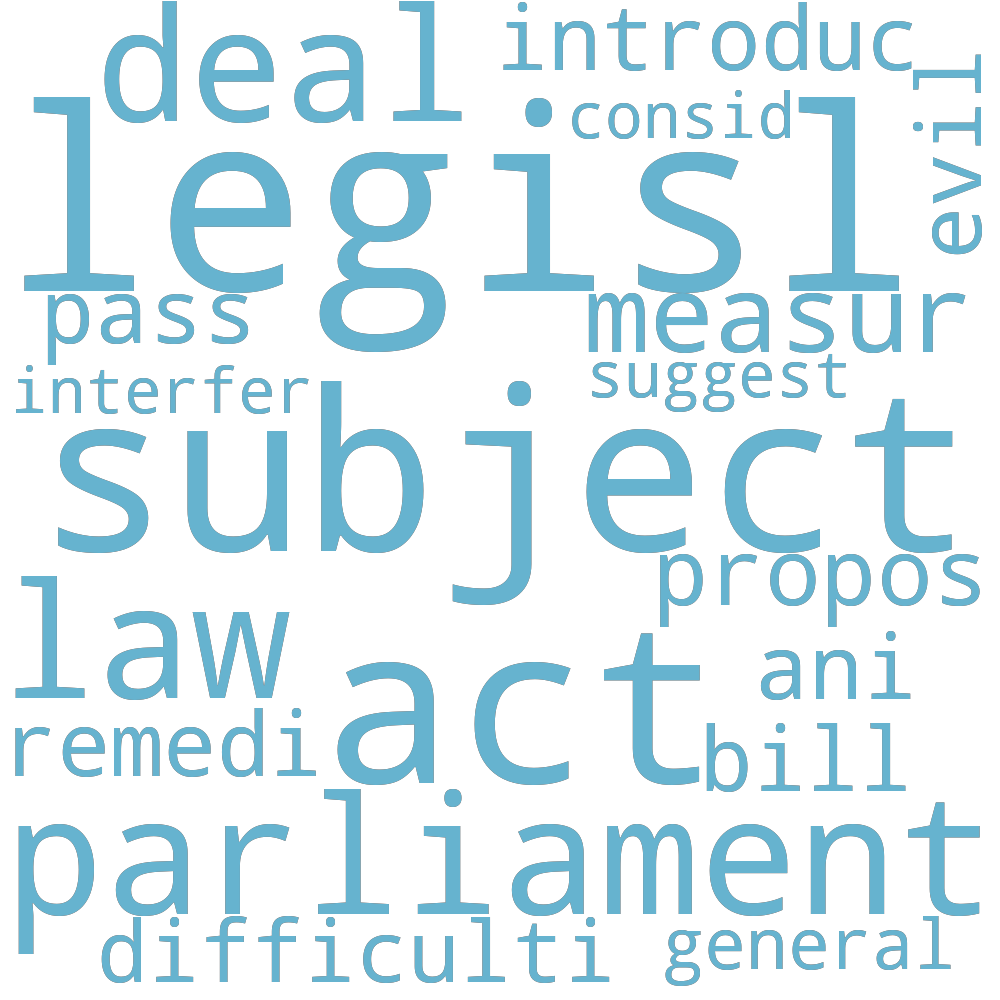 deal introduc
consid
evil
legisl
pass measur
interfer suggest
subject
propos
law
ani
act
remedi bill
parliament
difficulti general